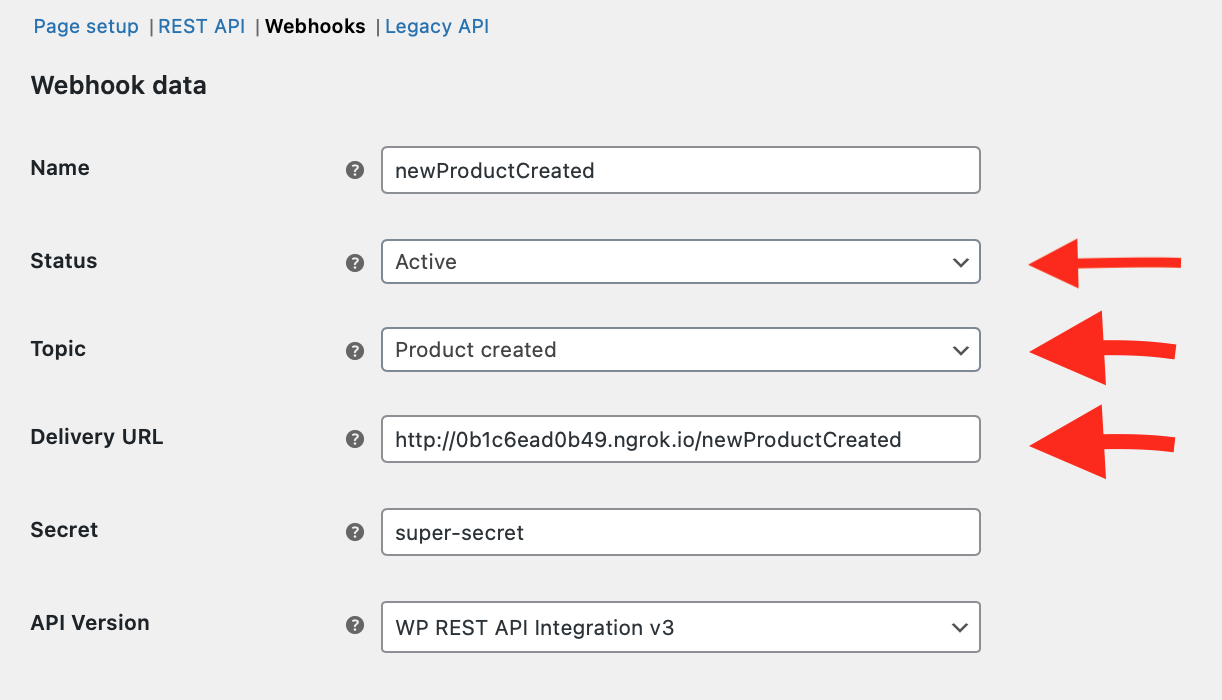 Page setup | REST API | Webhooks | Legacy API
Webhook data
Name ? newProductCreated
Status ? Active
Topic ? Product created
Delivery URL ? http://0b1c6ead0b49.ngrok.io/newProductCreated
Secret ? super-secret
API Version ? WP REST API Integration v3